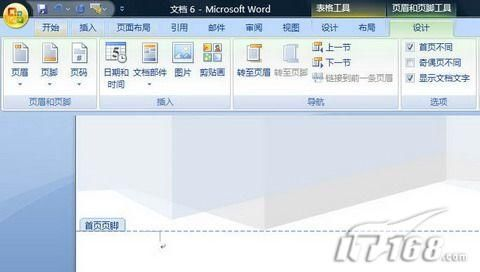 文档 6 - Microsoft Word
表格工具
页眉和页脚工具
开始 插入 页面布局 引用 邮件 审阅 视图 设计 布局 设计
页眉 页脚 页码
页眉和页脚
日期和时间 文档部件 图片 剪贴画
插入
转至页眉 转至页脚
上一节
下一节
链接到前一条页眉
导航
首页不同
奇偶页不同
显示文档文字
选项
首页页脚
IT168.com